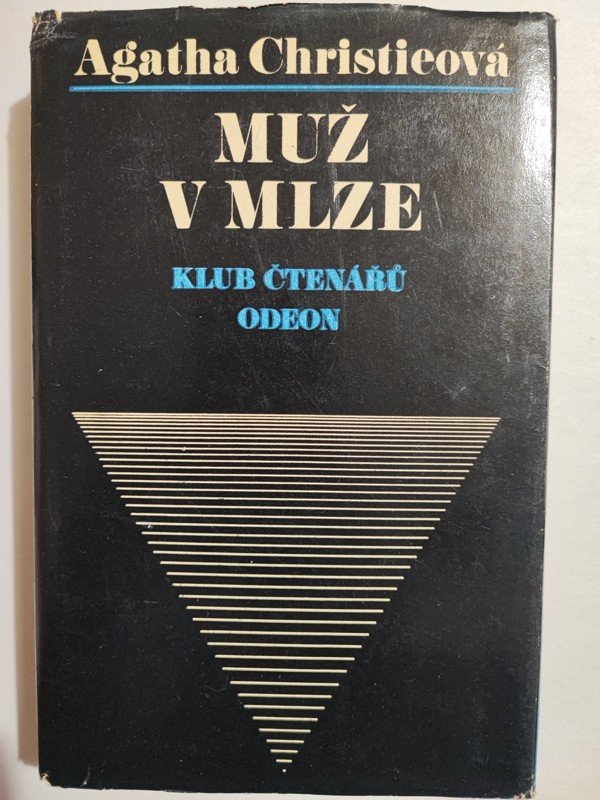 Agatha Christieová
MUŽ
V MLZE
KLUB ČTENÁŘŮ
ODEON